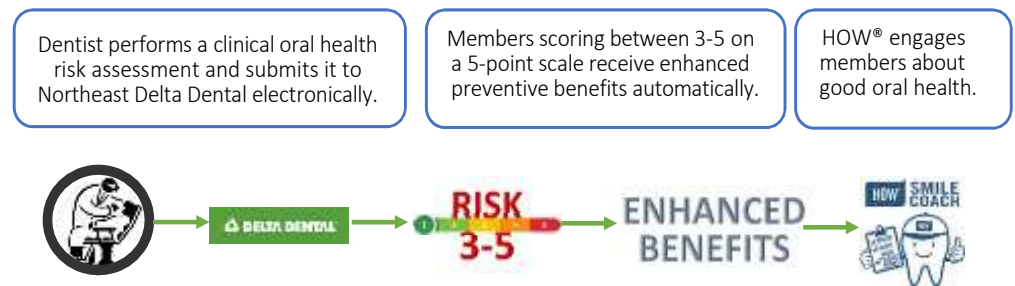 Dentist performs a clinical oral health
risk assessment and submits it to
Northeast Delta Dental electronically.
Members scoring between 3-5 on
a 5-point scale receive enhanced
preventive benefits automatically.
HOW® engages
members about
good oral health.
DELTA DENTAL
RISK
3-5
ENHANCED
BENEFITS
HOW SMILE
COACH